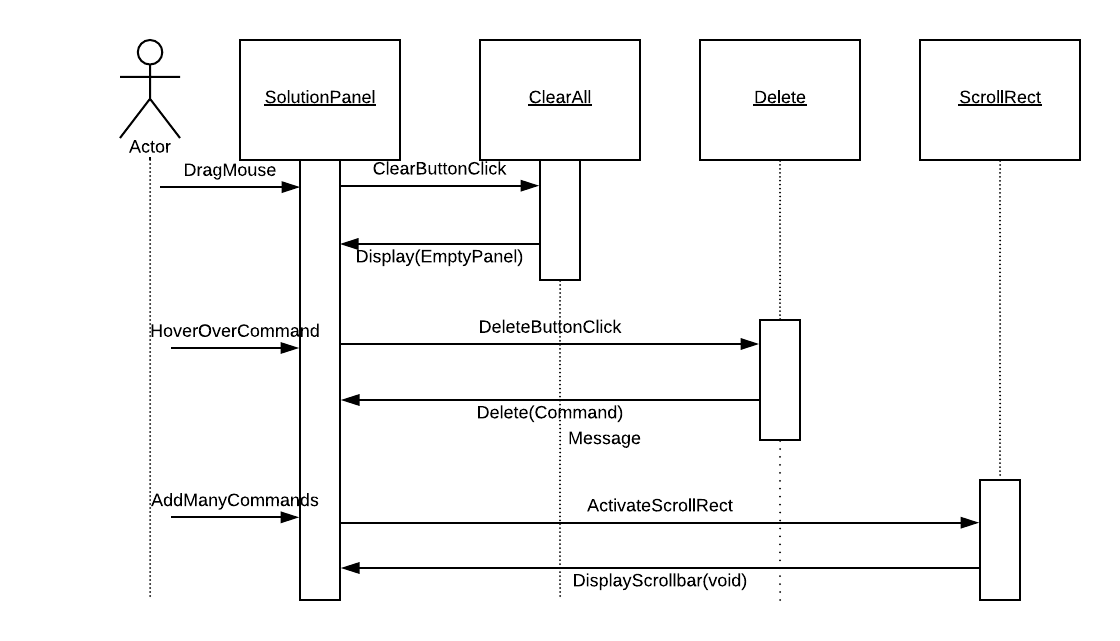 SolutionPanel
ClearAll
Delete
ScrollRect
Actor
DragMouse
ClearButtonClick
Display(EmptyPanel)
HoverOverCommand
DeleteButtonClick
Delete(Command)
Message
AddManyCommands
ActivateScrollRect
DisplayScrollbar(void)